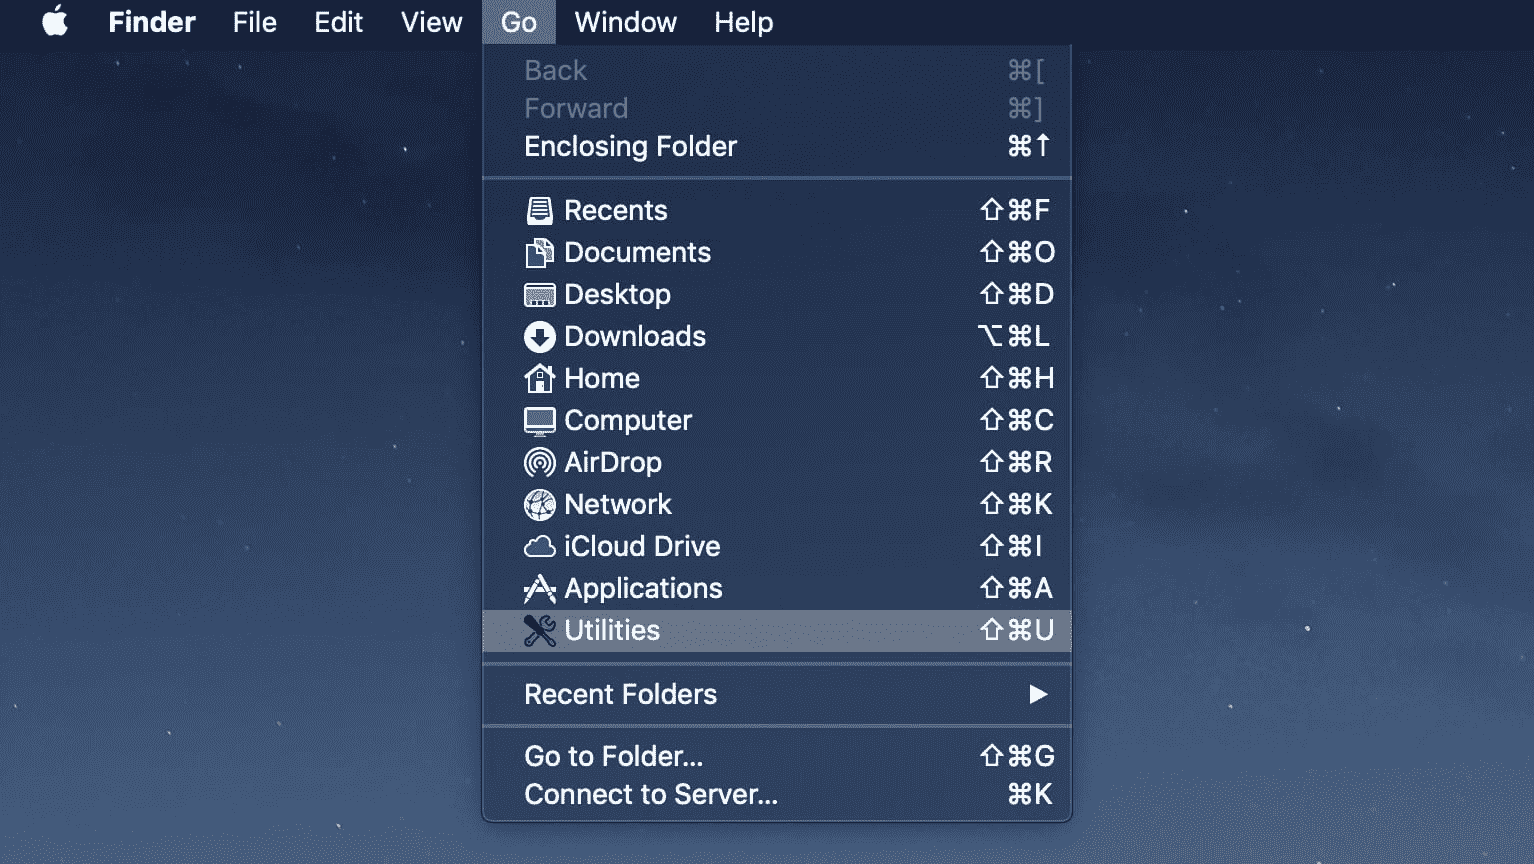 Finder File Edit View Go Window Help
Back ⌘[
Forward ⌘]
Enclosing Folder ⌘↑
Recents ⇧⌘F
Documents ⇧⌘O
Desktop ⇧⌘D
Downloads ⌥⌘L
Home ⇧⌘H
Computer ⇧⌘C
AirDrop ⇧⌘R
Network ⇧⌘K
iCloud Drive ⇧⌘I
Applications ⇧⌘A
Utilities ⇧⌘U
Recent Folders ▶
Go to Folder... ⇧⌘G
Connect to Server... ⌘K